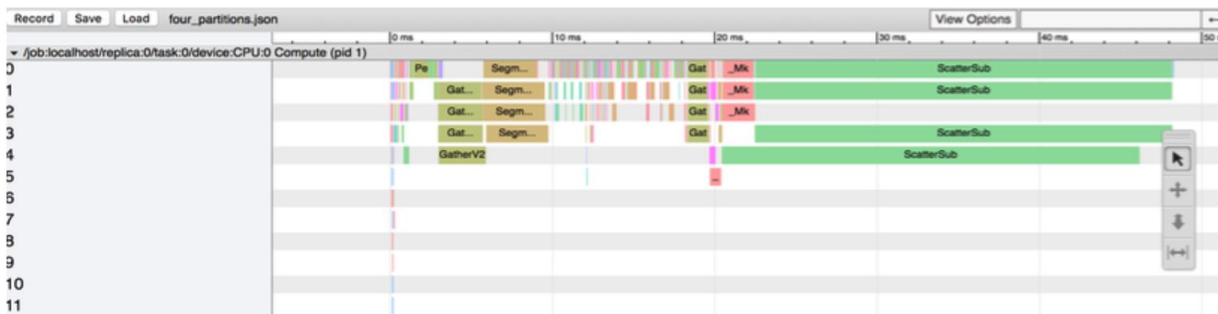 Record Save Load four_partitions.json View Options
0 ms 10 ms 20 ms 30 ms 40 ms 50
/job:localhost/replica:0/task:0/device:CPU:0 Compute (pid 1)
0 Pe Segm... Gat _Mk ScatterSub
1 Gat... Segm... Gat _Mk ScatterSub
2 Gat... Segm... Gat _Mk
3 Gat... Segm... Gat ScatterSub
4 GatherV2 ScatterSub
5 ...
6
7
8
9
10
11